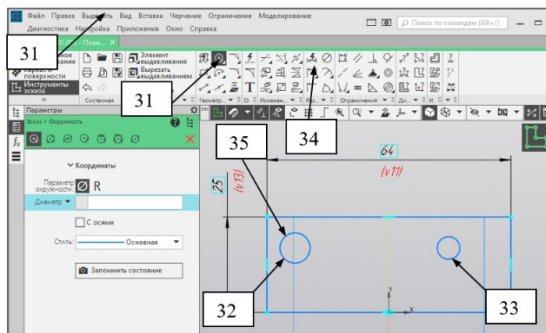 Файл Правка Выделить Вид Вставка Черчение Ограничения Моделирование
Диагностика Настройка Приложения Окно Справка
Поиск по командам (Alt+/)
31
Элемент выдавливания
Вырезать выдавливанием
поверхности
Инструменты эскиза
Системная
31
34
Ограничения
Параметры
Эскиз
Окружность
Координаты
Параметр окружности:
R
Диаметр
С осями
Стиль:
Основная
Запомнить состояние
35
64
(v11)
25
(v13)
32
33
Y
X